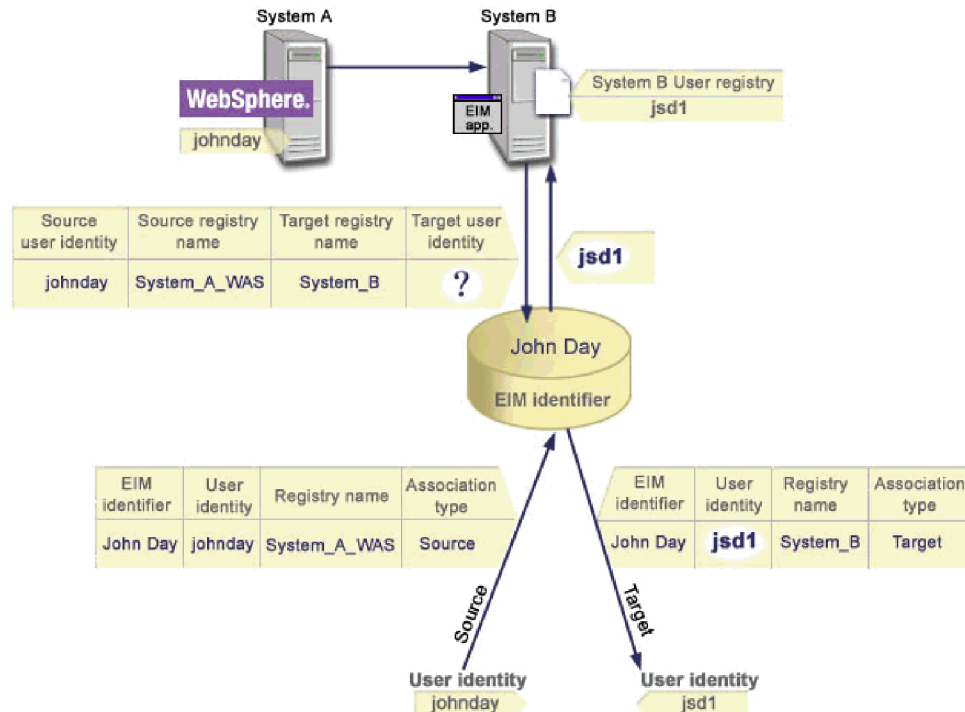 System A
System B
WebSphere.
johnday
EIM
app.
System B User registry
jsd1
Source
user identity
Source registry
name
Target registry
name
Target user
identity
johnday
System_A_WAS
System_B
?
jsd1
John Day
EIM identifier
EIM
identifier
User
identity
Registry name
Association
type
John Day
johnday
System_A_WAS
Source
EIM
identifier
User
identity
Registry
name
Association
type
John Day
jsd1
System_B
Target
Source
Target
User identity
johnday
User identity
jsd1